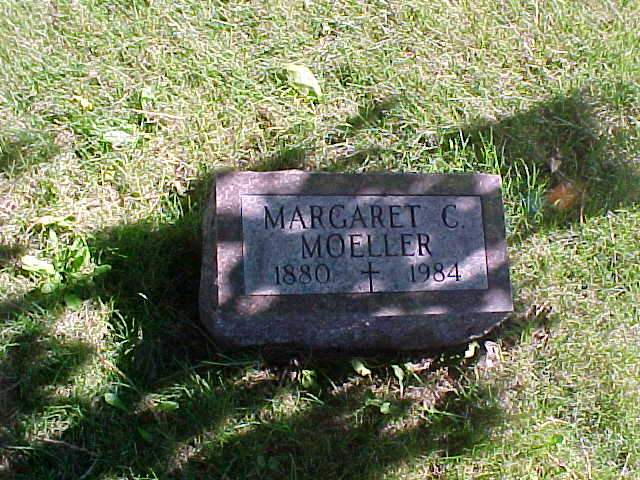 MARGARET C.
MOELLER
1880 † 1984